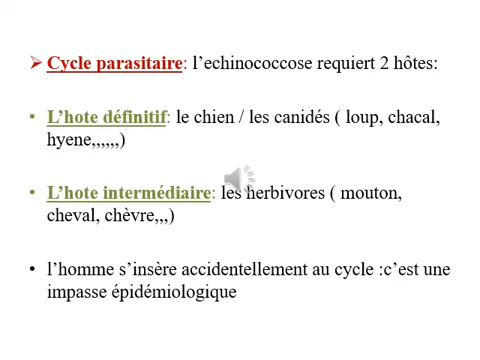 ➢ Cycle parasitaire: l’echinococcose requiert 2 hôtes:
• L’hote définitif: le chien / les canidés ( loup, chacal,
hyene,,,,,,)
• L’hote intermédiaire: les herbivores ( mouton,
cheval, chèvre,,,)
• l’homme s’insère accidentellement au cycle :c’est une
impasse épidémiologique